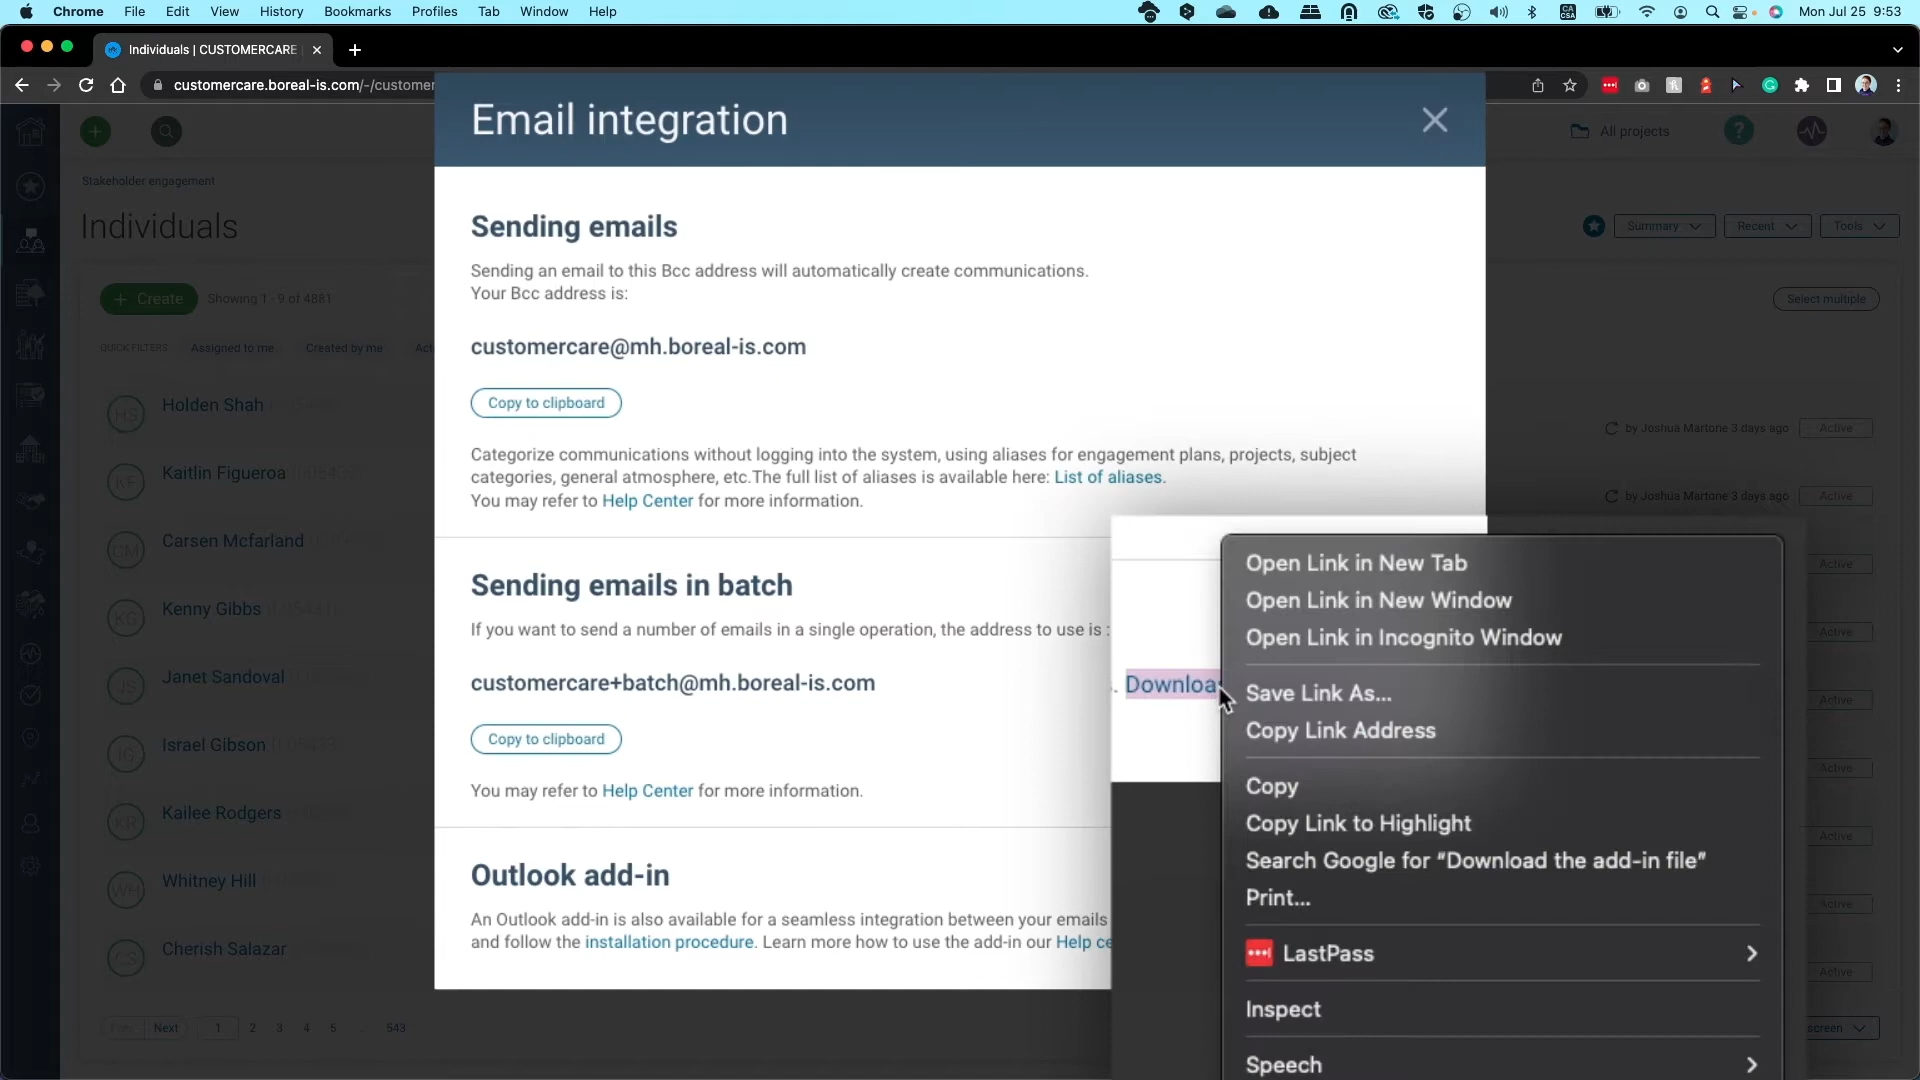 Chrome File Edit View History Bookmarks Profiles Tab Window Help Mon Jul 25 9:53
Individuals | CUSTOMERCARE
customercare.boreal-is.com/-/customer
Email integration
All projects
Stakeholder engagement
Individuals
Summary Recent Tools
Create Showing 1 - 9 of 4881 Select multiple
QUICK FILTERS Assigned to me Created by me
Sending emails
Sending an email to this Bcc address will automatically create communications.
Your Bcc address is:
customercare@mh.boreal-is.com
Copy to clipboard
Categorize communications without logging into the system, using aliases for engagement plans, projects, subject
categories, general atmosphere, etc.The full list of aliases is available here: List of aliases.
You may refer to Help Center for more information.
Sending emails in batch
If you want to send a number of emails in a single operation, the address to use is :
customercare+batch@mh.boreal-is.com
Copy to clipboard
You may refer to Help Center for more information.
Outlook add-in
An Outlook add-in is also available for a seamless integration between your emails
and follow the installation procedure. Learn more how to use the add-in our Help ce
HS Holden Shah
by Joshua Martone 3 days ago Active
KF Kaitlin Figueroa
by Joshua Martone 3 days ago Active
CM Carsen Mcfarland
Active
KG Kenny Gibbs
Active
JS Janet Sandoval
Active
IG Israel Gibson
Active
KR Kailee Rodgers
Active
WH Whitney Hill
Active
CS Cherish Salazar
Active
Next 1 2 3 4 5 543
screen
Downloa
Open Link in New Tab
Open Link in New Window
Open Link in Incognito Window
Save Link As...
Copy Link Address
Copy
Copy Link to Highlight
Search Google for “Download the add-in file”
Print...
LastPass
Inspect
Speech